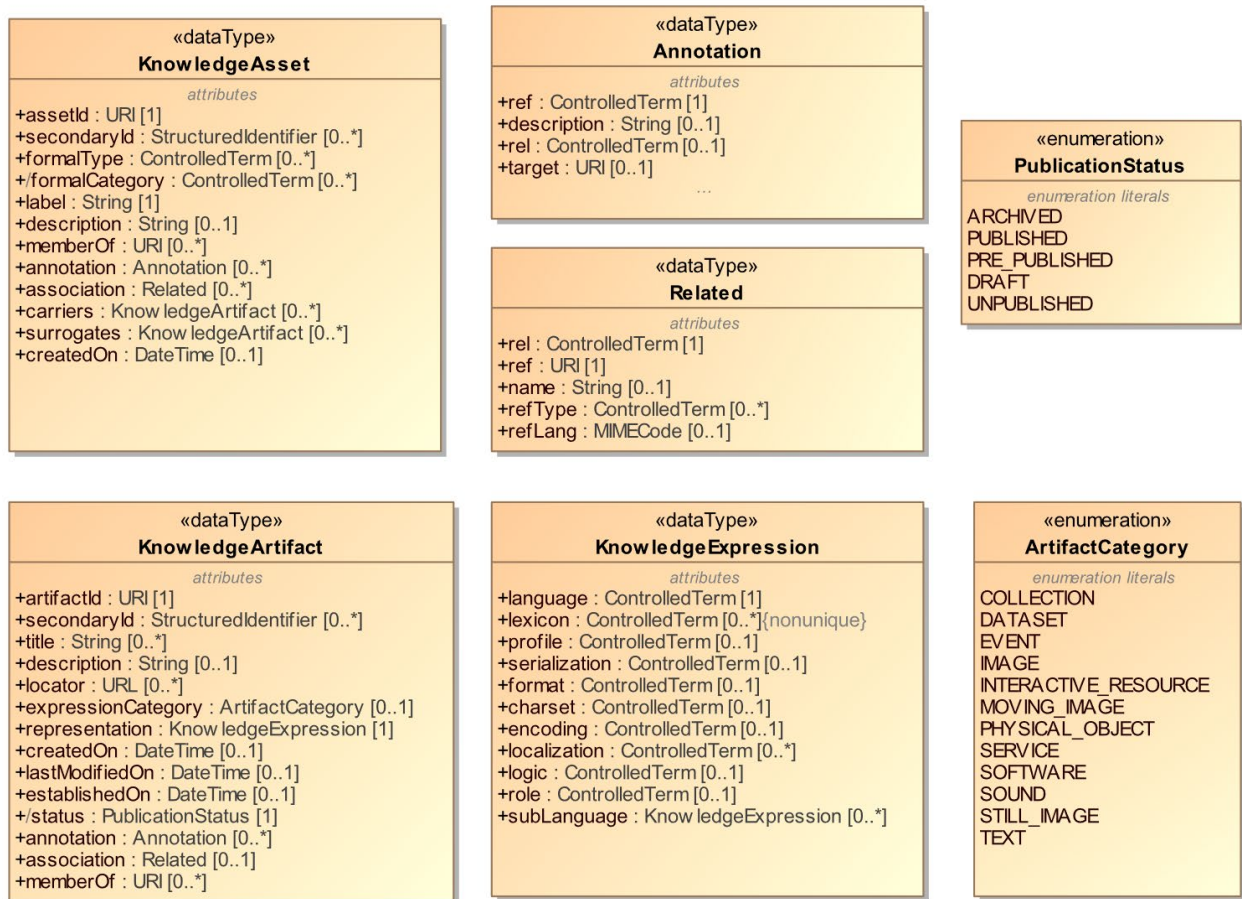 «dataType»
KnowledgeAsset
attributes
+assetId : URI [1]
+secondaryId : StructuredIdentifier [0..*]
+formalType : ControlledTerm [0..*]
+/formalCategory : ControlledTerm [0..*]
+label : String [1]
+description : String [0..1]
+memberOf : URI [0..*]
+annotation : Annotation [0..*]
+association : Related [0..*]
+carriers : KnowledgeArtifact [0..*]
+surrogates : KnowledgeArtifact [0..*]
+createdOn : DateTime [0..1]
«dataType»
Annotation
attributes
+ref : ControlledTerm [1]
+description : String [0..1]
+rel : ControlledTerm [0..1]
+target : URI [0..1]
...
«dataType»
Related
attributes
+rel : ControlledTerm [1]
+ref : URI [1]
+name : String [0..1]
+refType : ControlledTerm [0..*]
+refLang : MIMECode [0..1]
«enumeration»
PublicationStatus
enumeration literals
ARCHIVED
PUBLISHED
PRE_PUBLISHED
DRAFT
UNPUBLISHED
«dataType»
KnowledgeArtifact
attributes
+artifactId : URI [1]
+secondaryId : StructuredIdentifier [0..*]
+title : String [0..*]
+description : String [0..1]
+locator : URL [0..*]
+expressionCategory : ArtifactCategory [0..1]
+representation : KnowledgeExpression [1]
+createdOn : DateTime [0..1]
+lastModifiedOn : DateTime [0..1]
+establishedOn : DateTime [0..1]
+/status : PublicationStatus [1]
+annotation : Annotation [0..*]
+association : Related [0..1]
+memberOf : URI [0..*]
«dataType»
KnowledgeExpression
attributes
+language : ControlledTerm [1]
+lexicon : ControlledTerm [0..*]{nonunique}
+profile : ControlledTerm [0..1]
+serialization : ControlledTerm [0..1]
+format : ControlledTerm [0..1]
+charset : ControlledTerm [0..1]
+encoding : ControlledTerm [0..1]
+localization : ControlledTerm [0..*]
+logic : ControlledTerm [0..1]
+role : ControlledTerm [0..1]
+subLanguage : KnowledgeExpression [0..*]
«enumeration»
ArtifactCategory
enumeration literals
COLLECTION
DATASET
EVENT
IMAGE
INTERACTIVE_RESOURCE
MOVING_IMAGE
PHYSICAL_OBJECT
SERVICE
SOFTWARE
SOUND
STILL_IMAGE
TEXT